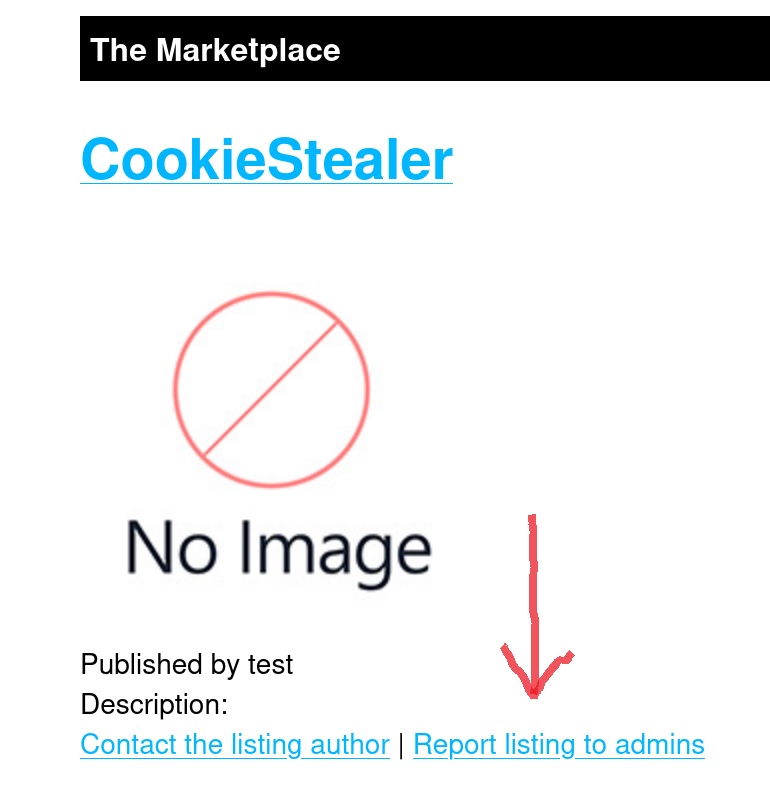 The Marketplace
CookieStealer
No Image
Published by test
Description:
Contact the listing author | Report listing to admins